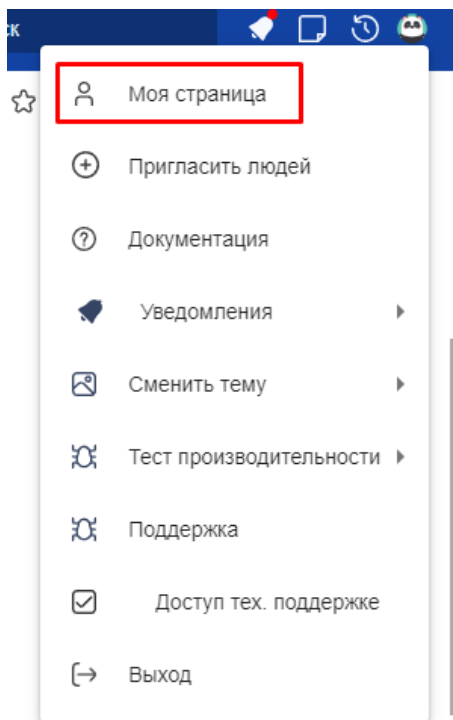 ск
Моя страница
Пригласить людей
Документация
Уведомления
Сменить тему
Тест производительности
Поддержка
Доступ тех. поддержке
Выход